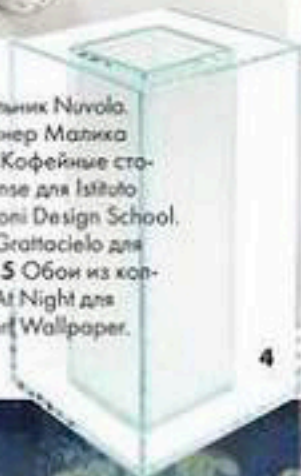 льник Nuvola.
нер Малика
Кофейные сто-
nse для Istituto
oni Design School.
Grattacielo для
5 Обои из кол-
At Night для
Wallpaper.
4